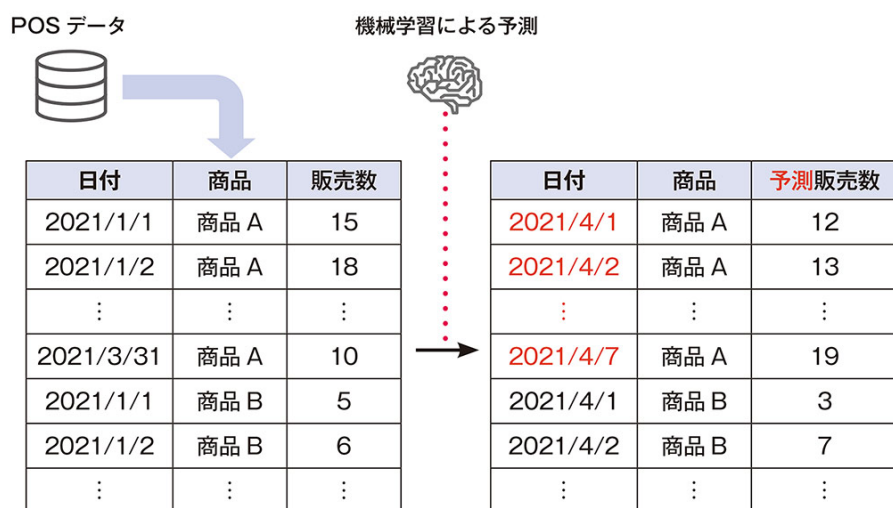 POS データ
機械学習による予測
日付 商品 販売数
2021/1/1 商品 A 15
2021/1/2 商品 A 18
⋮ ⋮ ⋮
2021/3/31 商品 A 10
2021/1/1 商品 B 5
2021/1/2 商品 B 6
⋮ ⋮ ⋮
日付 商品 予測販売数
2021/4/1 商品 A 12
2021/4/2 商品 A 13
⋮ ⋮ ⋮
2021/4/7 商品 A 19
2021/4/1 商品 B 3
2021/4/2 商品 B 7
⋮ ⋮ ⋮